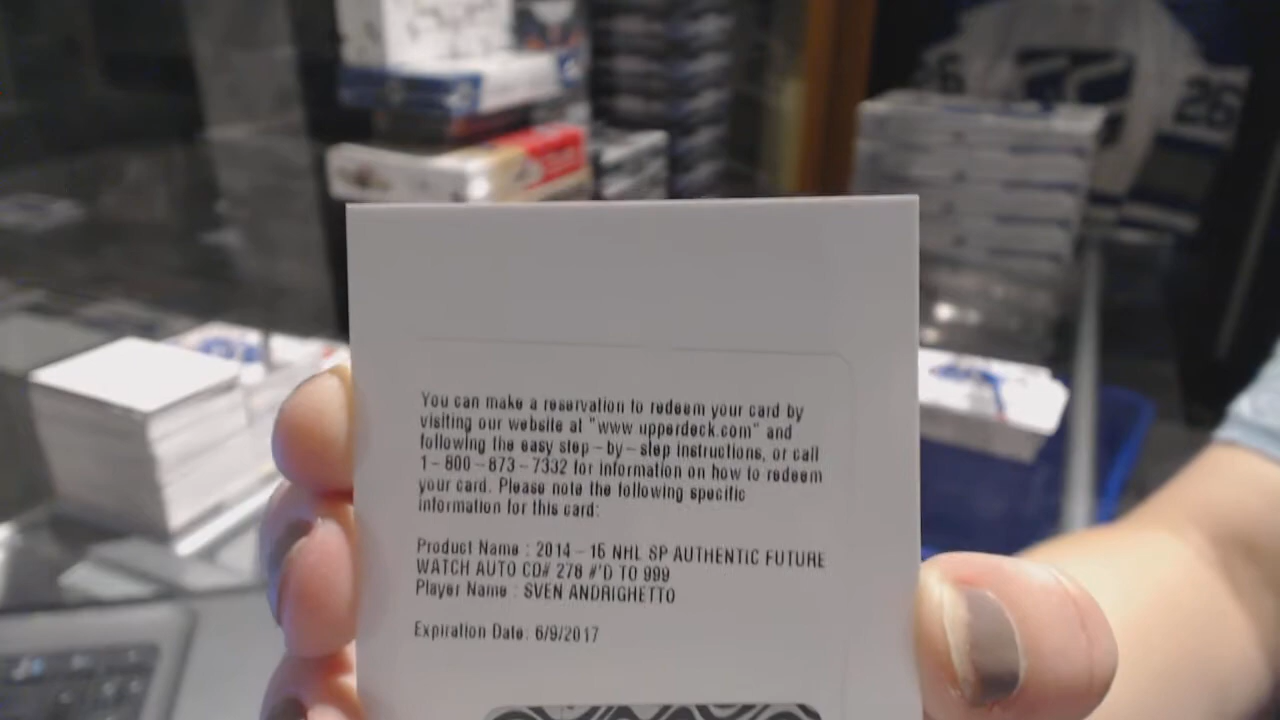 26
You can make a reservation to redeem your card by
visiting our website at "www upperdeck.com" and
following the easy step-by-step instructions, or call
1-800-873-7332 for information on how to redeem
your card. Please note the following specific
information for this card:
Product Name : 2014-15 NHL SP AUTHENTIC FUTURE
WATCH AUTO CD# 278 #'D TO 999
Player Name : SVEN ANDRIGHETTO
Expiration Date: 6/9/2017